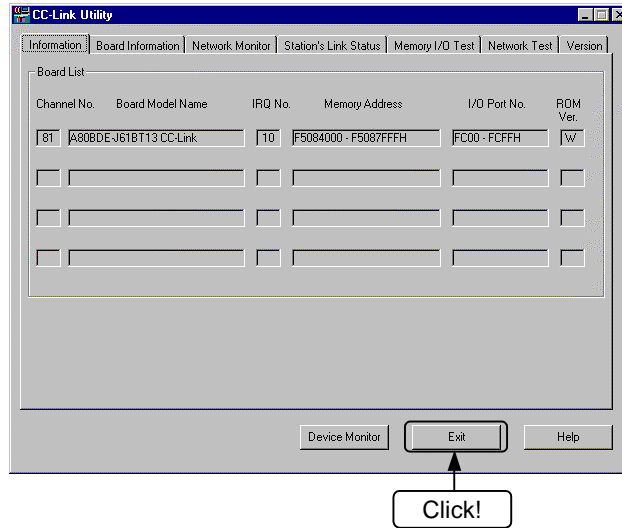 CC-Link Utility
Information Board Information Network Monitor Station's Link Status Memory I/O Test Network Test Version
Board List
Channel No. Board Model Name IRQ No. Memory Address I/O Port No. ROM Ver.
81 A80BDE-J61BT13 CC-Link 10 F5084000 - F5087FFFH FC00 - FCFFH W
Device Monitor Exit Help
Click!